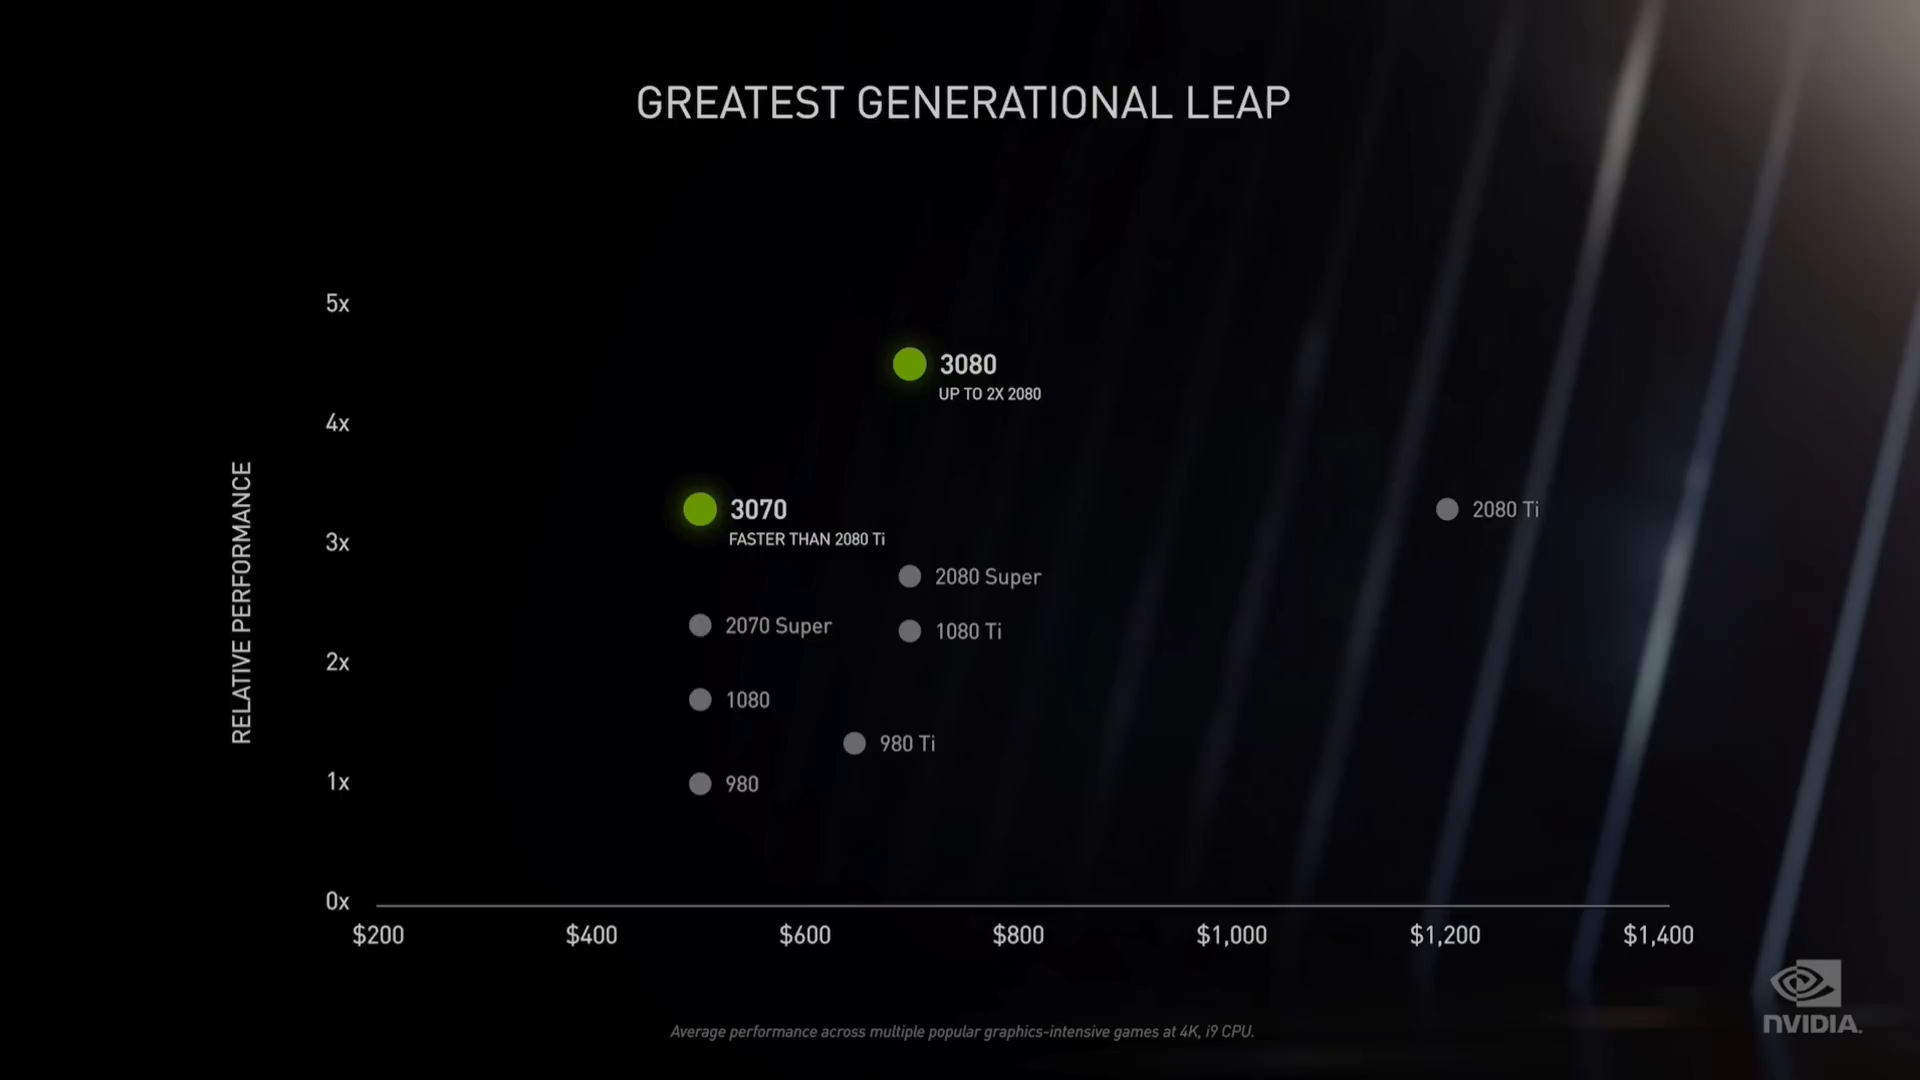 GREATEST GENERATIONAL LEAP
5x
3080
UP TO 2X 2080
4x
3070
FASTER THAN 2080 Ti
2080 Ti
3x
2080 Super
2070 Super
1080 Ti
2x
1080
980 Ti
1x
980
0x
RELATIVE PERFORMANCE
$200
$400
$600
$800
$1,000
$1,200
$1,400
Average performance across multiple popular graphics-intensive games at 4K, i9 CPU.
NVIDIA.